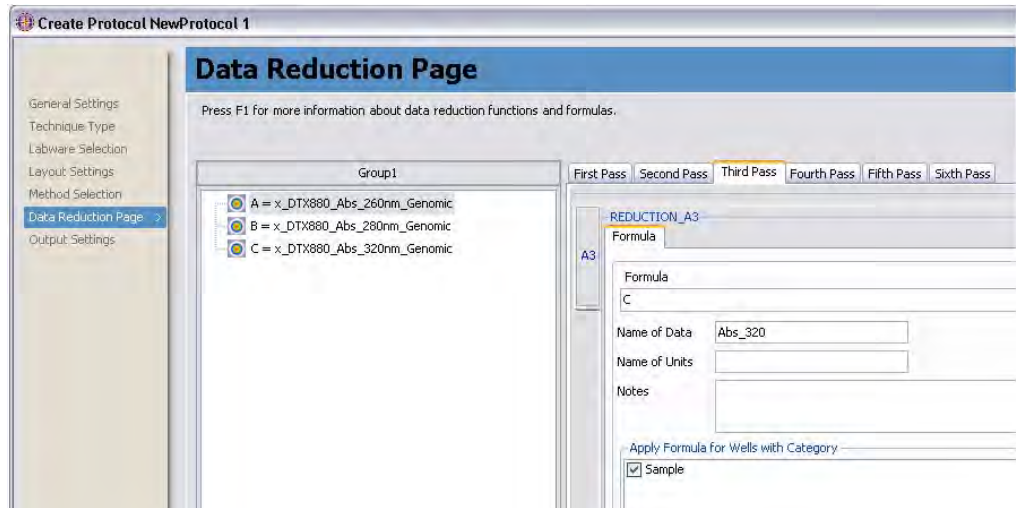 Create Protocol NewProtocol 1
Data Reduction Page
General Settings
Technique Type
Labware Selection
Layout Settings
Method Selection
Data Reduction Page >
Output Settings
Press F1 for more information about data reduction functions and formulas.
Group1
A = x_DTX880_Abs_260nm_Genomic
B = x_DTX880_Abs_280nm_Genomic
C = x_DTX880_Abs_320nm_Genomic
First Pass Second Pass Third Pass Fourth Pass Fifth Pass Sixth Pass
A3
REDUCTION_A3
Formula
Formula
C
Name of Data Abs_320
Name of Units
Notes
Apply Formula for Wells with Category
Sample